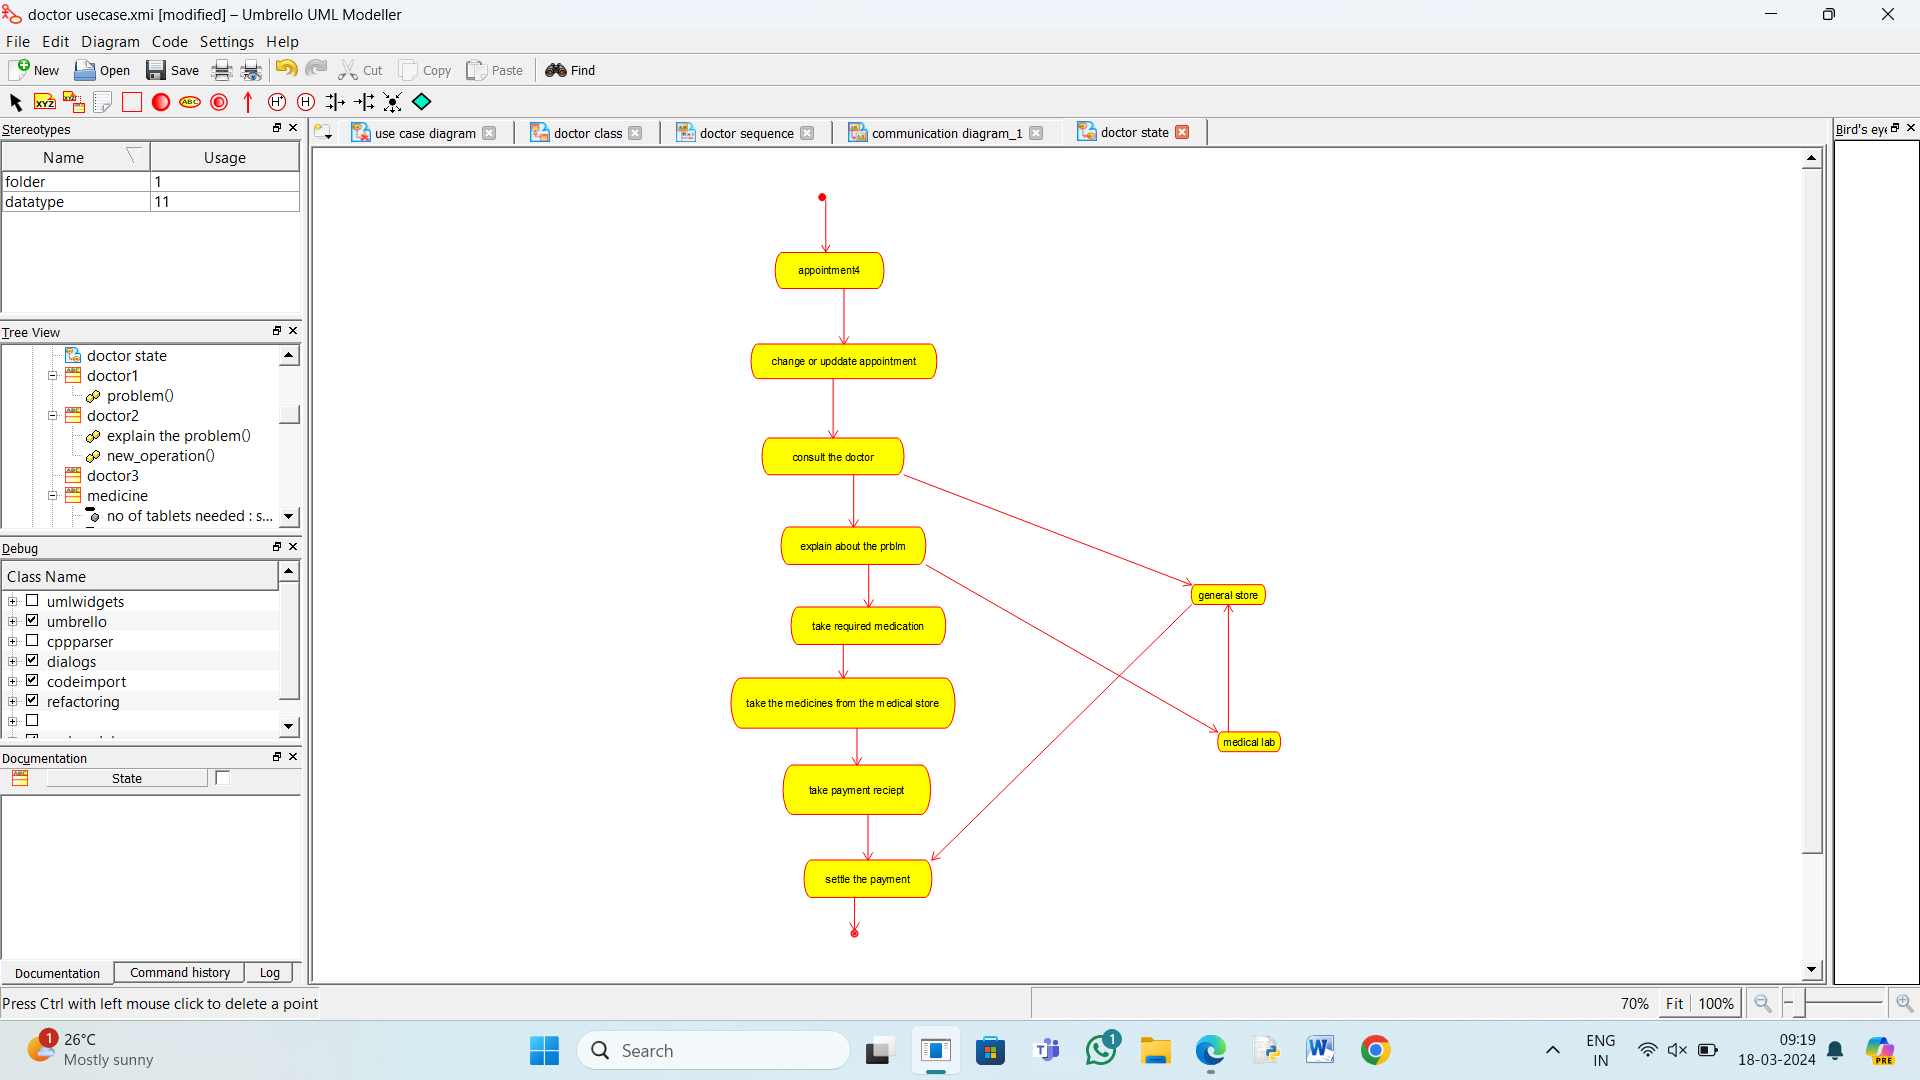 doctor usecase.xmi [modified] – Umbrello UML Modeller
File Edit Diagram Code Settings Help
New Open Save Cut Copy Paste Find
XYZ XYZ ABC H* H
Stereotypes
Name Usage
folder 1
datatype 11
Tree View
doctor state
doctor1
problem()
doctor2
explain the problem()
new_operation()
doctor3
medicine
no of tablets needed : s...
Debug
Class Name
umlwidgets
umbrello
cppparser
dialogs
codeimport
refactoring
Documentation
State
Documentation Command history Log
Press Ctrl with left mouse click to delete a point
use case diagram doctor class doctor sequence communication diagram_1 doctor state
appointment4
change or upddate appointment
consult the doctor
explain about the prblm
general store
take required medication
take the medicines from the medical store
medical lab
take payment reciept
settle the payment
Bird's eye
70% Fit 100%
1
26°C
Mostly sunny
Search
1
ENG
IN
09:19
18-03-2024
PRE